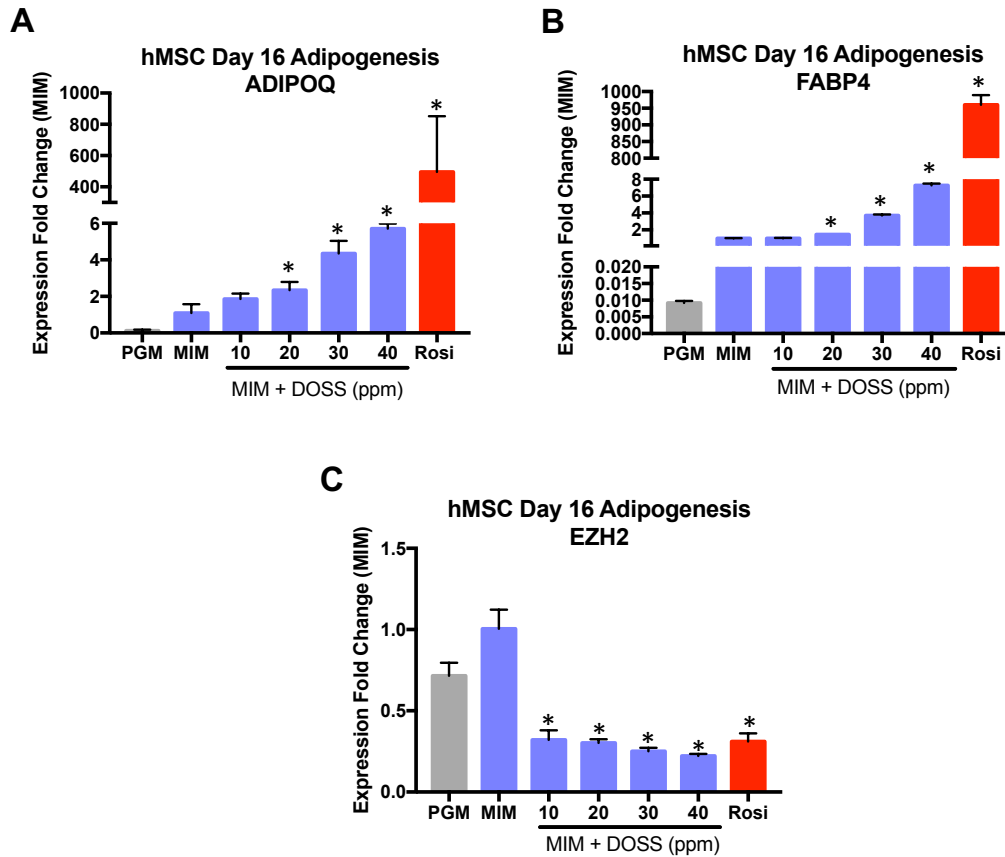 A
hMSC Day 16 Adipogenesis
ADIPOQ
Expression Fold Change (MIM)
1000
800
600
400
6
4
2
0
*
*
*
*
PGM MIM 10 20 30 40 Rosi
MIM + DOSS (ppm)
B
hMSC Day 16 Adipogenesis
FABP4
Expression Fold Change (MIM)
1000
950
900
850
800
8
6
4
2
0.020
0.015
0.010
0.005
0.000
*
*
*
*
PGM MIM 10 20 30 40 Rosi
MIM + DOSS (ppm)
C
hMSC Day 16 Adipogenesis
EZH2
Expression Fold Change (MIM)
1.5
1.0
0.5
0.0
* * * * *
PGM MIM 10 20 30 40 Rosi
MIM + DOSS (ppm)